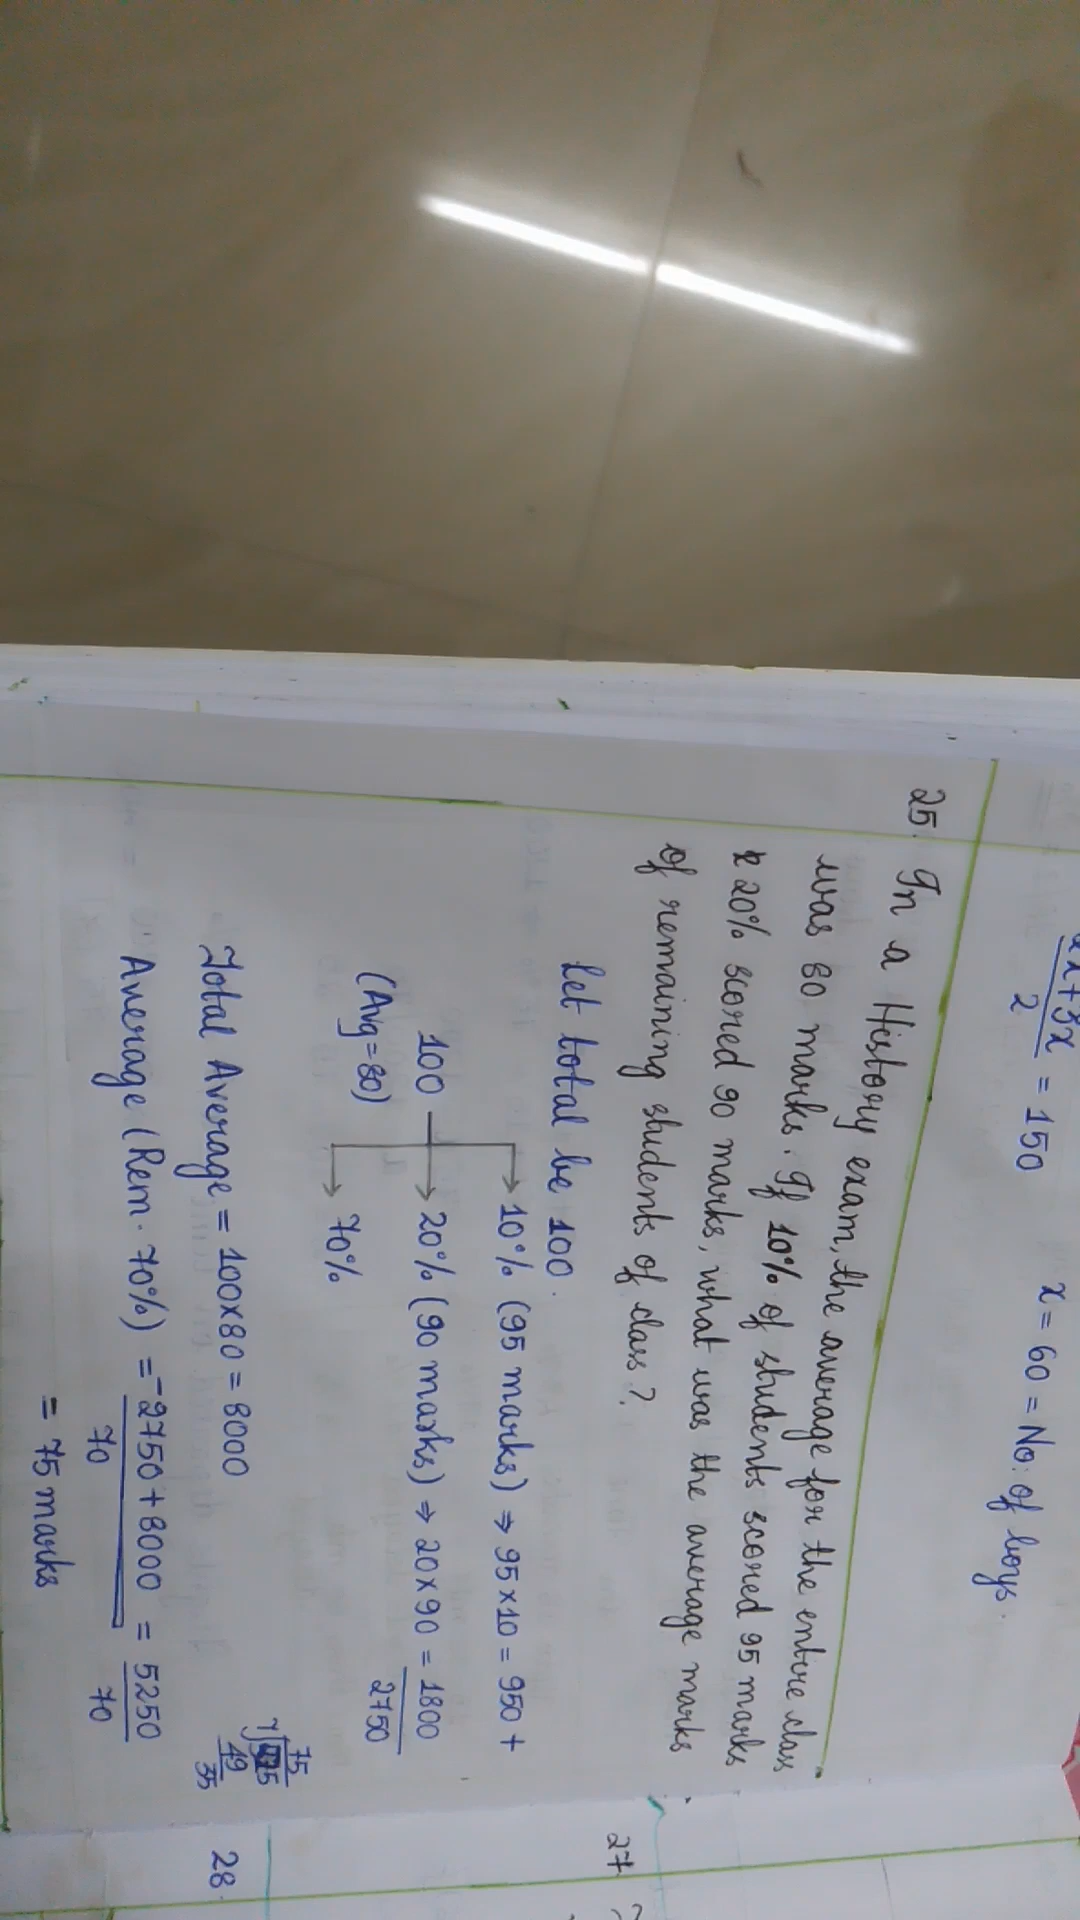 x+3x
2
= 150
x = 60 = No: of boys.
25. In a History exam, the average for the entire class
was 80 marks. If 10% of students scored 95 marks
& 20% scored 90 marks, what was the average marks
of remaining students of class?
Let total be 100.
10% (95 marks) ⇒ 95×10 = 950 +
100 → 20% (90 marks) ⇒ 20×90 = 1800
(Avg=80) 2750
→ 70%
Total Average = 100×80 = 8000
Average (Rem. 70%) = -2750+8000 = 5250
70 70
= 75 marks
75
7
49
35
27
28